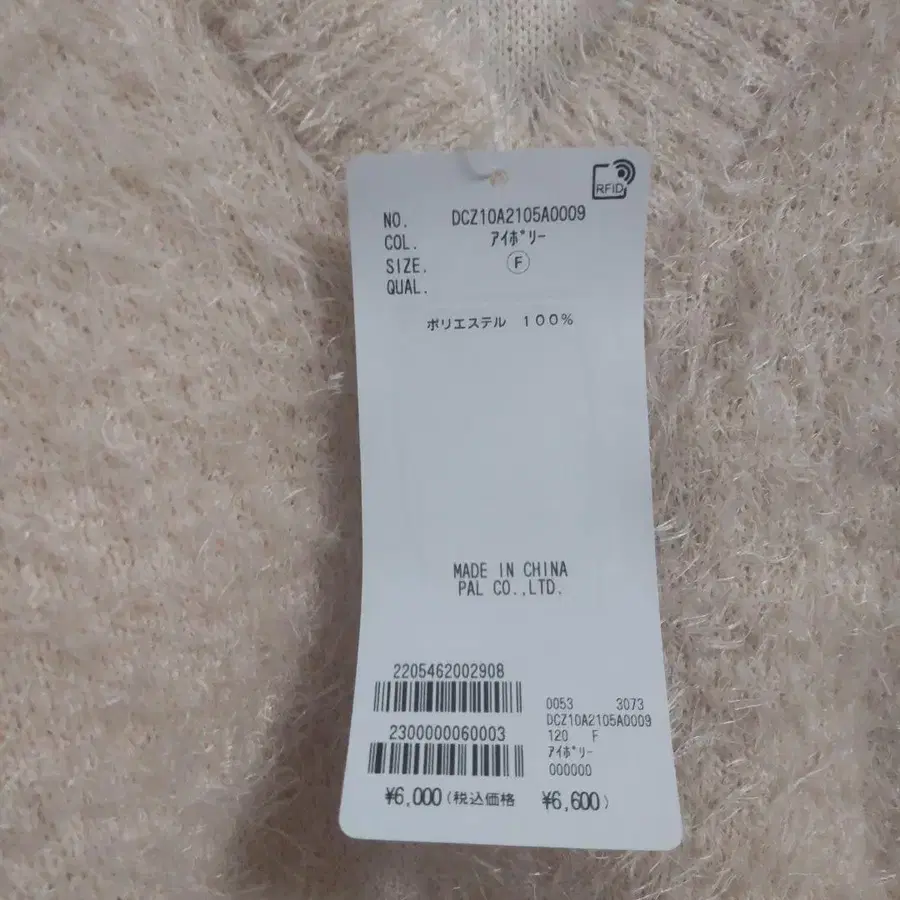 RFID
NO. DCZ10A2105A0009
COL. ｱｲﾎﾞﾘｰ
SIZE. Ⓕ
QUAL.
ポリエステル １００％
MADE IN CHINA
PAL CO.,LTD.
2205462002908
2300000060003
¥6,000 (税込価格 ¥6,600)
0053 3073
DCZ10A2105A0009
120 F
ｱｲﾎﾞﾘｰ
000000